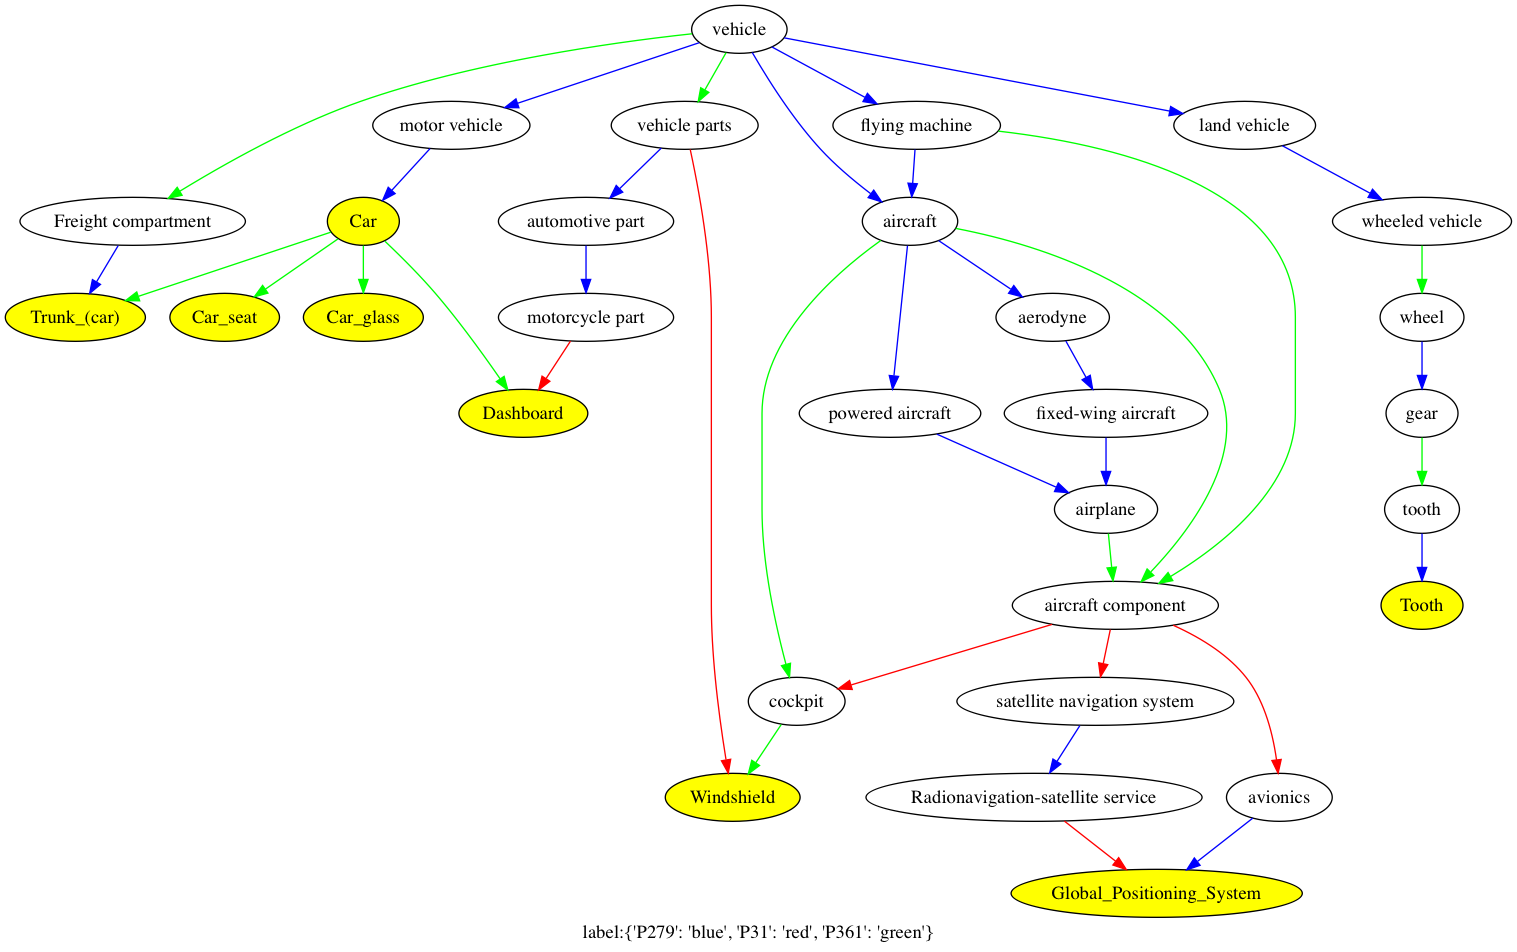 vehicle
motor vehicle
vehicle parts
flying machine
land vehicle
Freight compartment
Car
automotive part
aircraft
wheeled vehicle
Trunk_(car)
Car_seat
Car_glass
motorcycle part
aerodyne
wheel
Dashboard
powered aircraft
fixed-wing aircraft
gear
airplane
tooth
aircraft component
Tooth
cockpit
satellite navigation system
Windshield
Radionavigation-satellite service
avionics
Global_Positioning_System
label:{'P279': 'blue', 'P31': 'red', 'P361': 'green'}